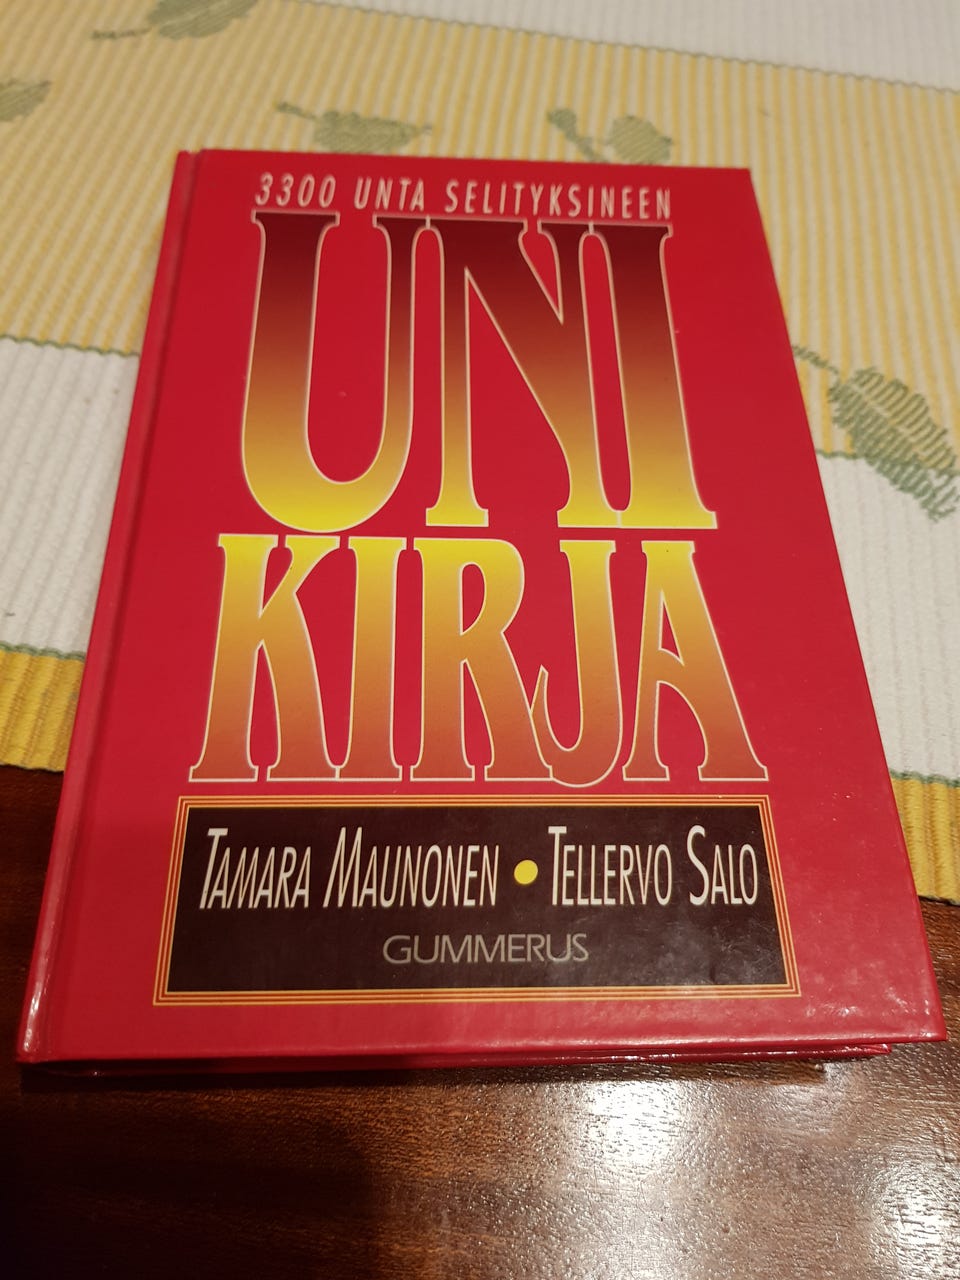 3300 UNTA SELITYKSINEEN
UNI
KIRJA
TAMARA MAUNONEN • TELLERVO SALO
GUMMERUS